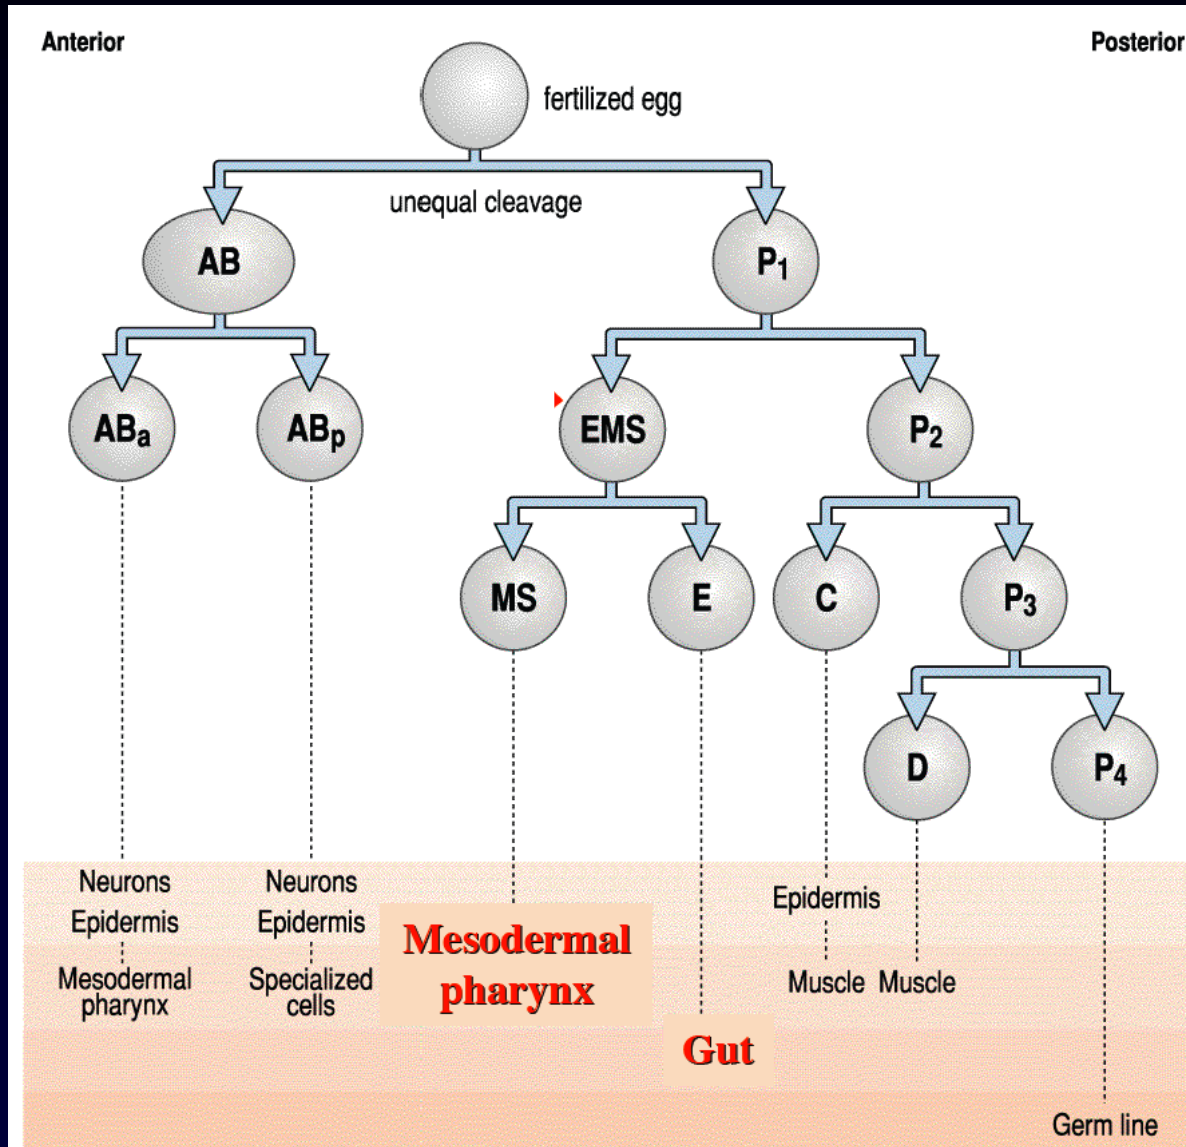 Anterior
Posterior
fertilized egg
unequal cleavage
AB
P1
ABa
ABp
EMS
P2
MS
E
C
P3
D
P4
Neurons
Epidermis
Mesodermal
pharynx
Neurons
Epidermis
Specialized
cells
Mesodermal
pharynx
Gut
Epidermis
Muscle
Muscle
Germ line